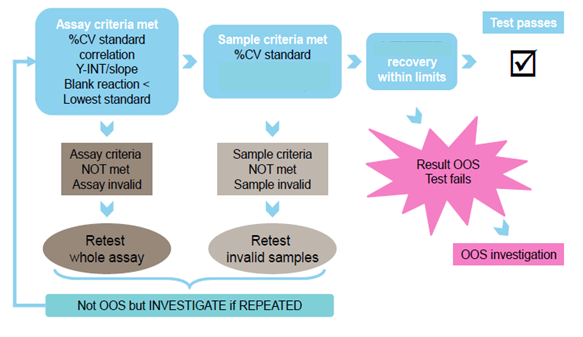 Assay criteria met
%CV standard
correlation
Y-INT/slope
Blank reaction <
Lowest standard
Sample criteria met
%CV standard
recovery
within limits
Test passes
Assay criteria
NOT met
Assay invalid
Sample criteria
NOT met
Sample invalid
Result OOS
Test fails
Retest
whole assay
Retest
invalid samples
OOS investigation
Not OOS but INVESTIGATE if REPEATED